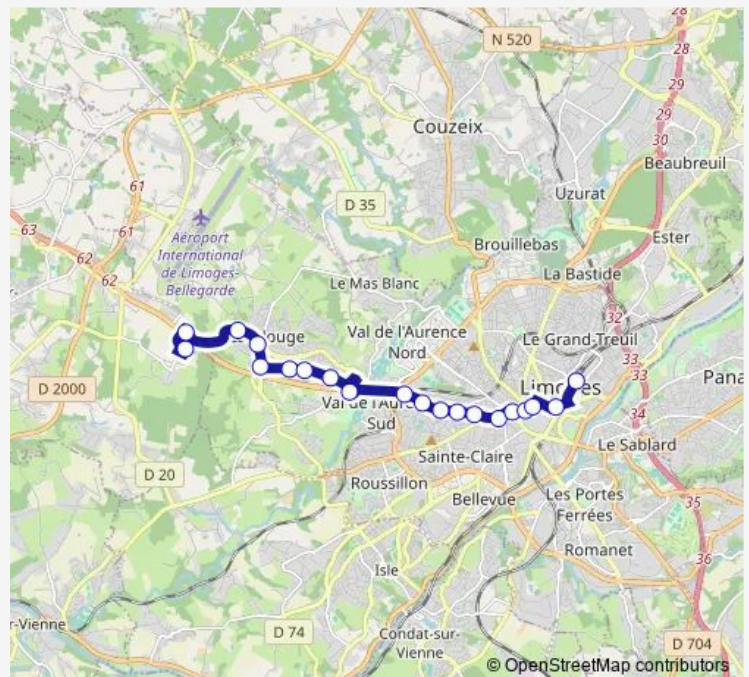 28
N 520
28
29
Couzeix
29
30
Beaubreuil
61
D 35
Uzurat
63
Aéroport
International
de Limoges-
Bellegarde
Brouillebas
Ester
62
61
La Bastide
62
Le Mas Blanc
32
Val de l'Aurence
Nord
Le Grand-Treuil
33
33
D 2000
Limoges
Pana
34
Sud
Le Sablard
D 20
Sainte-Claire
Roussillon
Bellevue
Les Portes
Ferrées
35
Romanet
36
Isle
r-Vienne
D 74
Condat-sur-
Vienne
D 704
© OpenStreetMap contributors